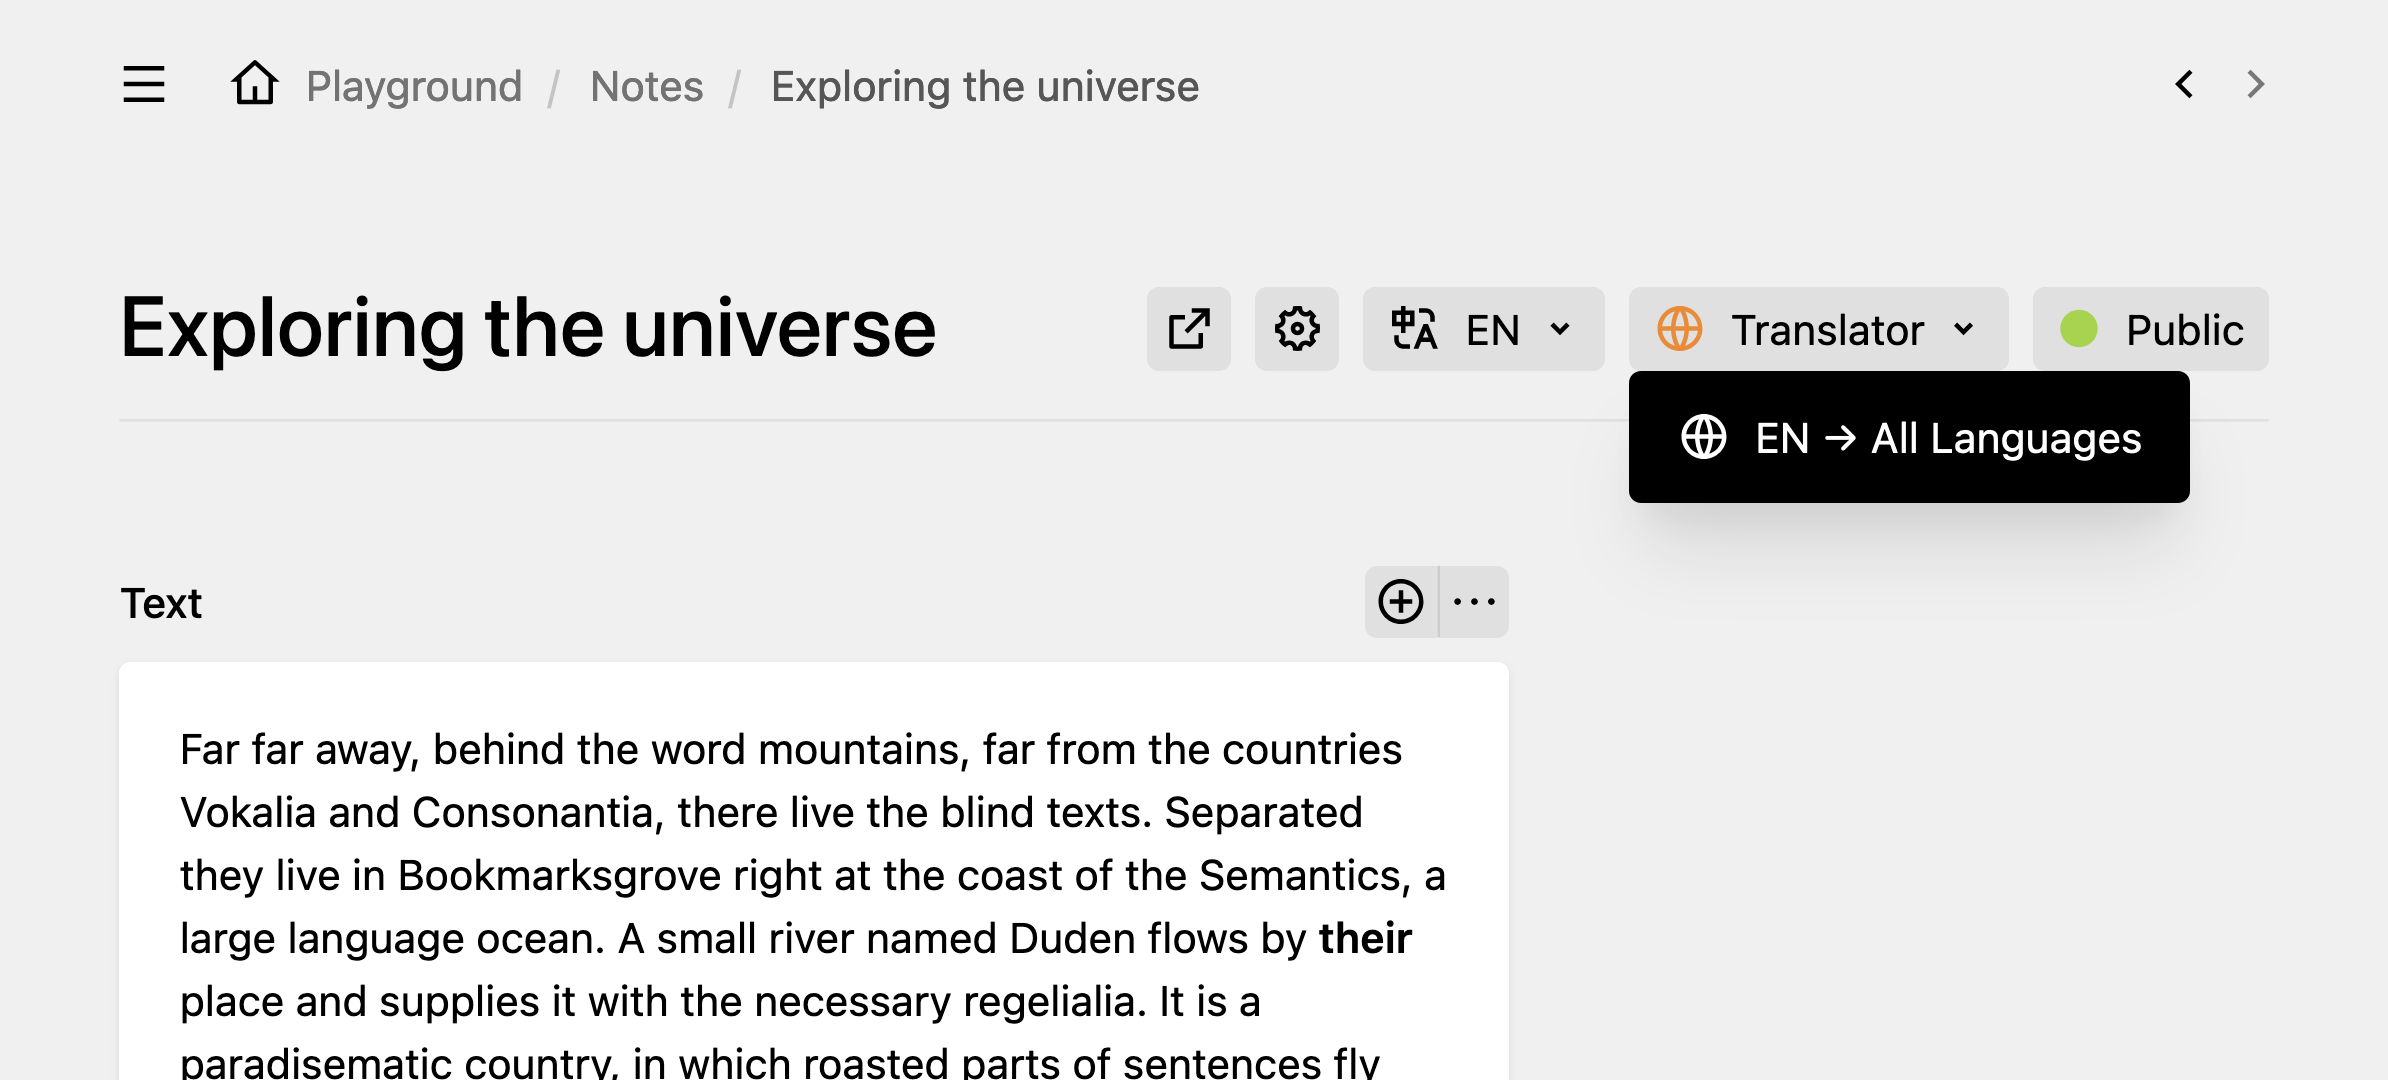 Playground / Notes / Exploring the universe
Exploring the universe
EN
Translator
Public
EN → All Languages
Text
Far far away, behind the word mountains, far from the countries
Vokalia and Consonantia, there live the blind texts. Separated
they live in Bookmarksgrove right at the coast of the Semantics, a
large language ocean. A small river named Duden flows by their
place and supplies it with the necessary regelialia. It is a
paradisematic country, in which roasted parts of sentences fly